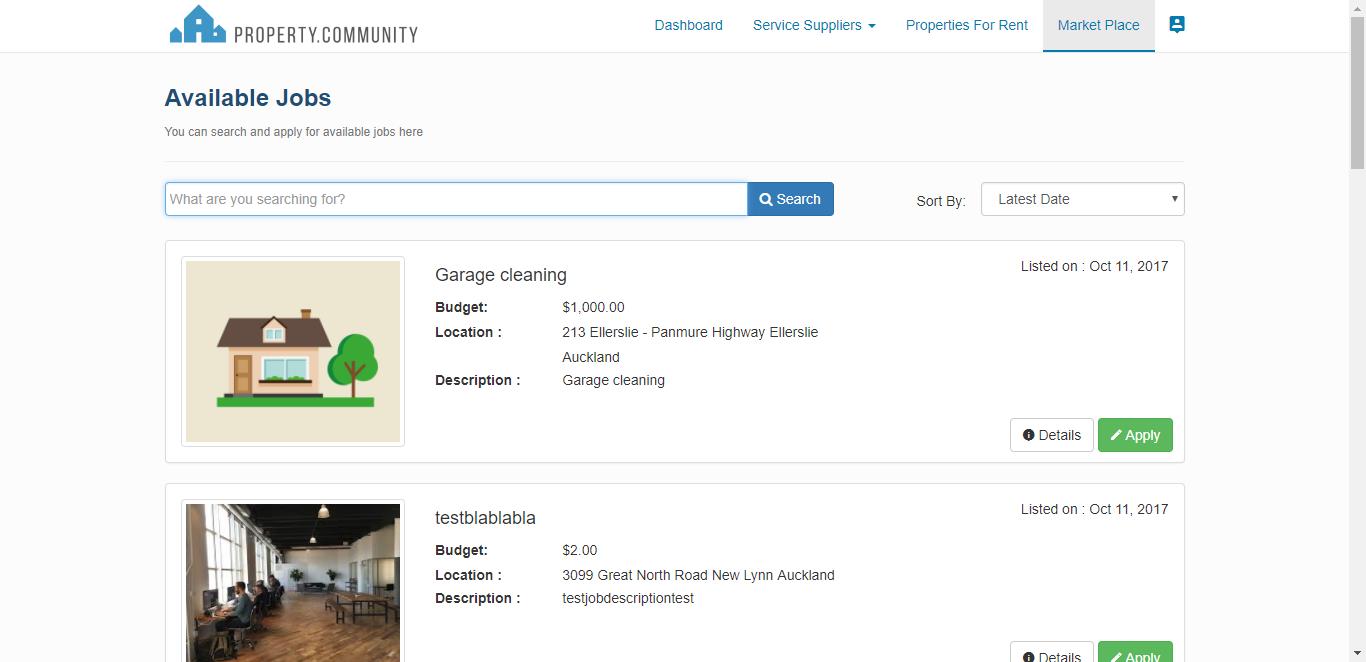 PROPERTY.COMMUNITY
Dashboard
Service Suppliers
Properties For Rent
Market Place
Available Jobs
You can search and apply for available jobs here
What are you searching for?
Search
Sort By:
Latest Date
Garage cleaning
Listed on : Oct 11, 2017
Budget: $1,000.00
Location : 213 Ellerslie - Panmure Highway Ellerslie
Auckland
Description : Garage cleaning
Details
Apply
testblablabla
Listed on : Oct 11, 2017
Budget: $2.00
Location : 3099 Great North Road New Lynn Auckland
Description : testjobdescriptiontest
Details
Apply